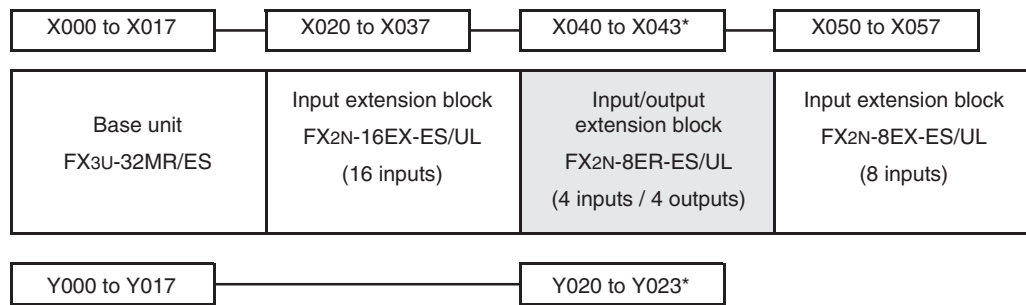 X000 to X017
X020 to X037
X040 to X043*
X050 to X057
Base unit
FX3U-32MR/ES
Input extension block
FX2N-16EX-ES/UL
(16 inputs)
Input/output
extension block
FX2N-8ER-ES/UL
(4 inputs / 4 outputs)
Input extension block
FX2N-8EX-ES/UL
(8 inputs)
Y000 to Y017
Y020 to Y023*